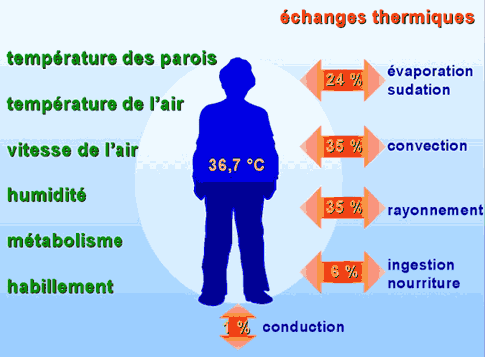 échanges thermiques
température des parois
température de l'air
vitesse de l'air
humidité
métabolisme
habillement
36,7 °C
24 %
évaporation
sudation
35 %
convection
35 %
rayonnement
6 %
ingestion
nourriture
1 %
conduction